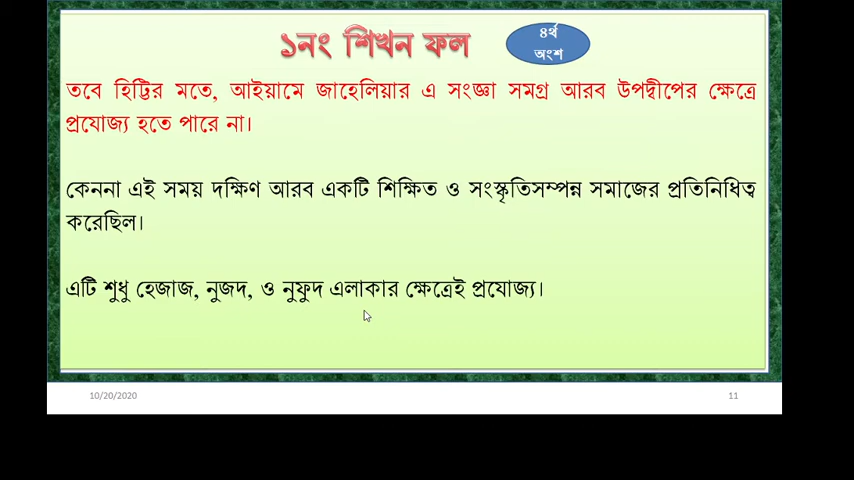 ১নং শিখন ফল
৪র্থ
অংশ
তবে হিট্টির মতে, আইয়ামে জাহেলিয়ার এ সংজ্ঞা সমগ্র আরব উপদ্বীপের ক্ষেত্রে
প্রযোজ্য হতে পারে না।
কেননা এই সময় দক্ষিণ আরব একটি শিক্ষিত ও সংস্কৃতিসম্পন্ন সমাজের প্রতিনিধিত্ব
করেছিল।
এটি শুধু হেজাজ, নুজদ, ও নুফুদ এলাকার ক্ষেত্রেই প্রযোজ্য।
10/20/2020
11